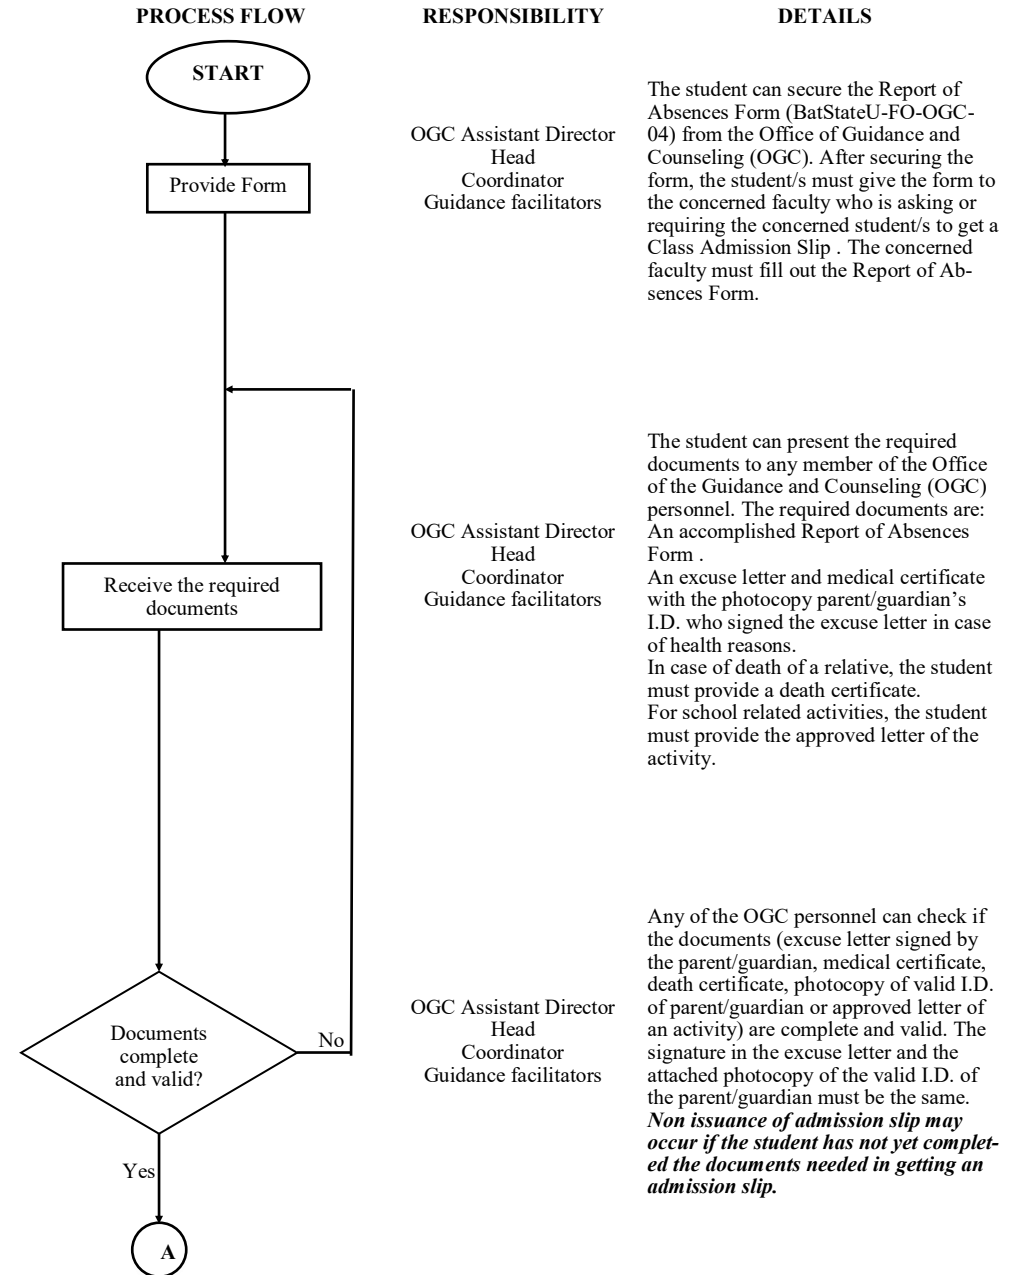 PROCESS FLOW RESPONSIBILITY DETAILS
START
The student can secure the Report of
Absences Form (BatStateU-FO-OGC-
04) from the Office of Guidance and
Counseling (OGC). After securing the
form, the student/s must give the form to
the concerned faculty who is asking or
requiring the concerned student/s to get a
Class Admission Slip . The concerned
faculty must fill out the Report of Ab-
sences Form.
OGC Assistant Director
Head
Coordinator
Guidance facilitators
Provide Form
The student can present the required
documents to any member of the Office
of the Guidance and Counseling (OGC)
personnel. The required documents are:
An accomplished Report of Absences
Form .
An excuse letter and medical certificate
with the photocopy parent/guardian’s
I.D. who signed the excuse letter in case
of health reasons.
In case of death of a relative, the student
must provide a death certificate.
For school related activities, the student
must provide the approved letter of the
activity.
OGC Assistant Director
Head
Coordinator
Guidance facilitators
Receive the required
documents
Any of the OGC personnel can check if
the documents (excuse letter signed by
the parent/guardian, medical certificate,
death certificate, photocopy of valid I.D.
of parent/guardian or approved letter of
an activity) are complete and valid. The
signature in the excuse letter and the
attached photocopy of the valid I.D. of
the parent/guardian must be the same.
Non issuance of admission slip may
occur if the student has not yet complet-
ed the documents needed in getting an
admission slip.
OGC Assistant Director
Head
Coordinator
Guidance facilitators
Documents
complete
and valid?
No
Yes
A